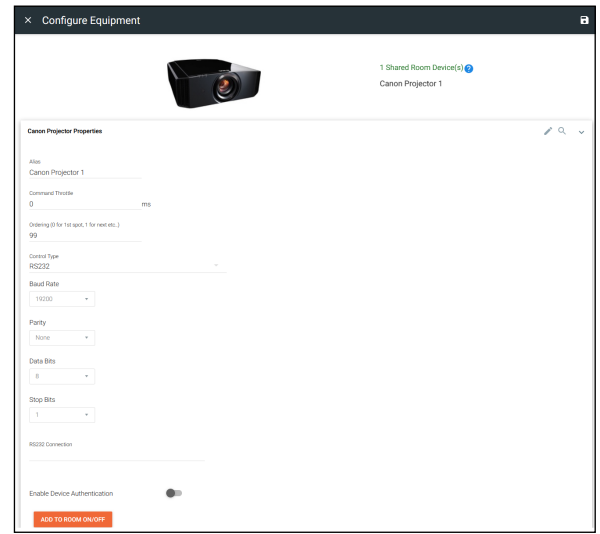 × Configure Equipment
1 Shared Room Device(s) ?
Canon Projector 1
Canon Projector Properties
Alias
Canon Projector 1
Command Throttle
0 ms
Ordering (0 for 1st spot, 1 for next etc..)
99
Control Type
RS232
Baud Rate
19200
Parity
None
Data Bits
8
Stop Bits
1
RS232 Connection
Enable Device Authentication
ADD TO ROOM ON/OFF